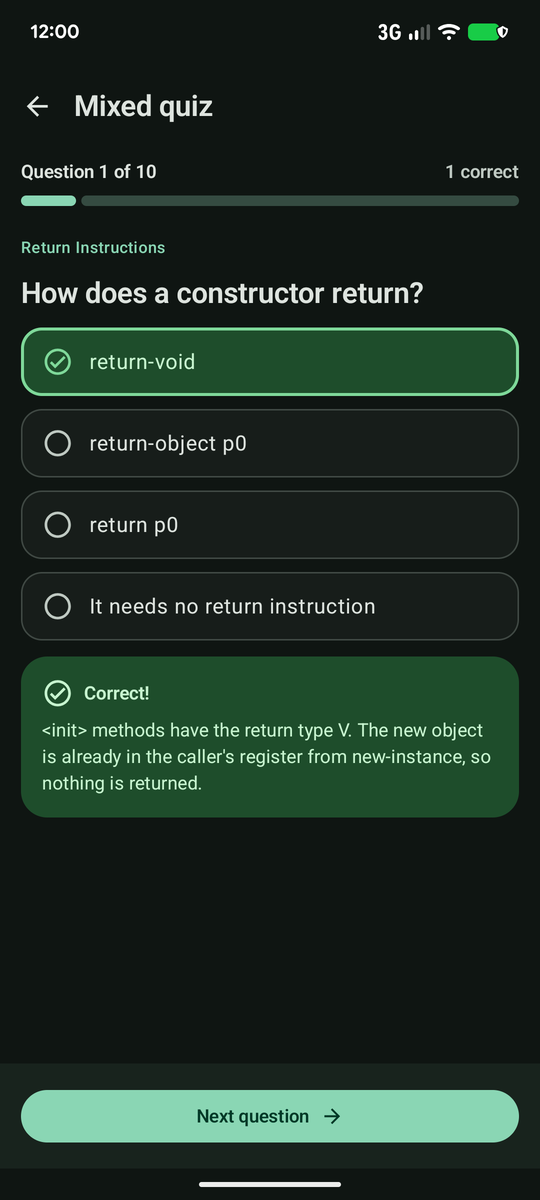 12:00
3G
Mixed quiz
Question 1 of 10
1 correct
Return Instructions
How does a constructor return?
return-void
return-object p0
return p0
It needs no return instruction
Correct!
<init> methods have the return type V. The new object
is already in the caller's register from new-instance, so
nothing is returned.
Next question